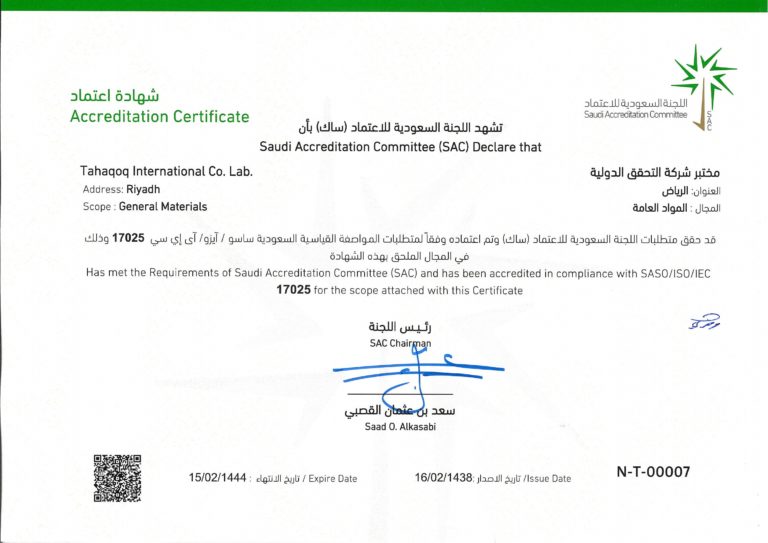 شهادة اعتماد
Accreditation Certificate
اللجنة السعودية للاعتماد
Saudi Accreditation Committee
SAC
تشهد اللجنة السعودية للاعتماد (ساك) بأن
Saudi Accreditation Committee (SAC) Declare that
Tahaqoq International Co. Lab.
Address: Riyadh
Scope : General Materials
مختبر شركة التحقق الدولية
العنوان: الرياض
المجال : المواد العامة
قد حقق متطلبات اللجنة السعودية للاعتماد (ساك) وتم اعتماده وفقاً لمتطلبات المواصفة القياسية السعودية ساسو / آيزو/ آى إي سي 17025 وذلك
في المجال الملحق بهذه الشهادة
Has met the Requirements of Saudi Accreditation Committee (SAC) and has been accredited in compliance with SASO/ISO/IEC
17025 for the scope attached with this Certificate
رئيس اللجنة
SAC Chairman
سعد بن عثمان القصبي
Saad O. Alkasabi
15/02/1444 : تاريخ الانتهاء / Expire Date
16/02/1438 :تاريخ الاصدار /Issue Date
N-T-00007